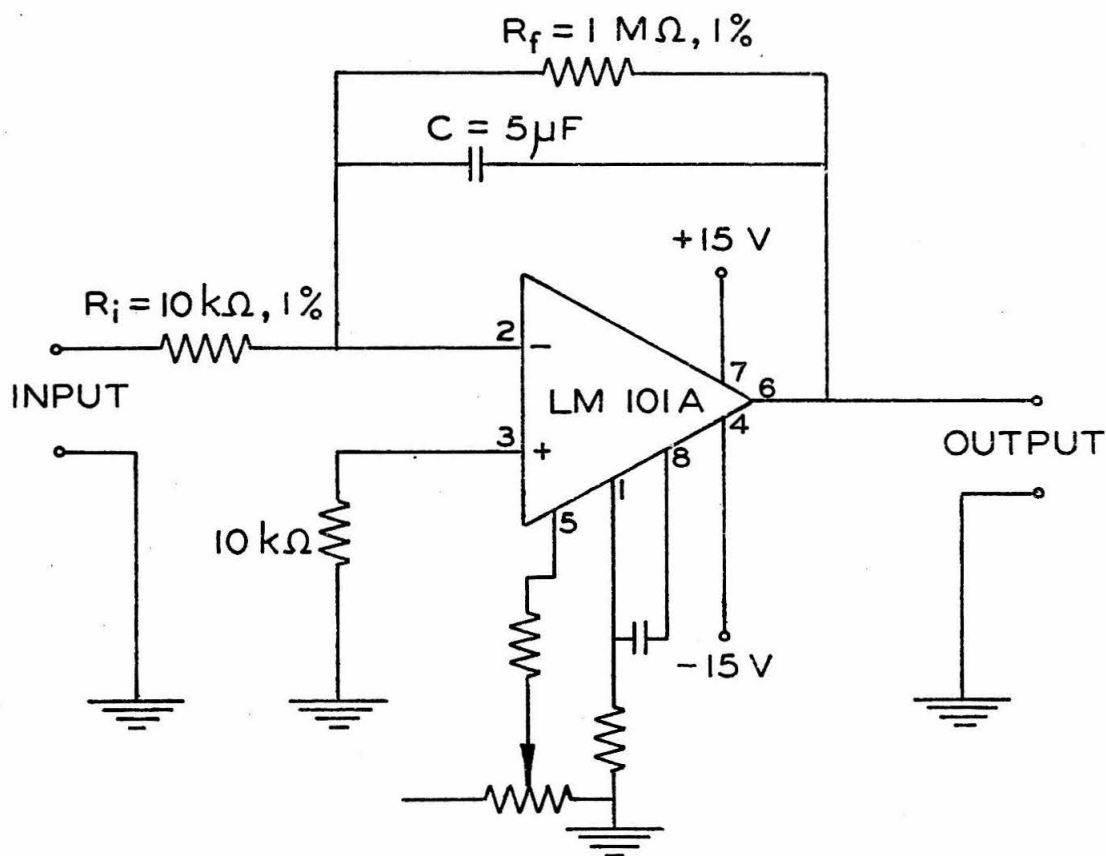 R_f = 1 MΩ, 1%
C = 5μF
+15 V
R_i = 10 kΩ, 1%
2
−
7
6
INPUT
LM 101A
4
OUTPUT
3
+
8
1
5
10 kΩ
−15 V